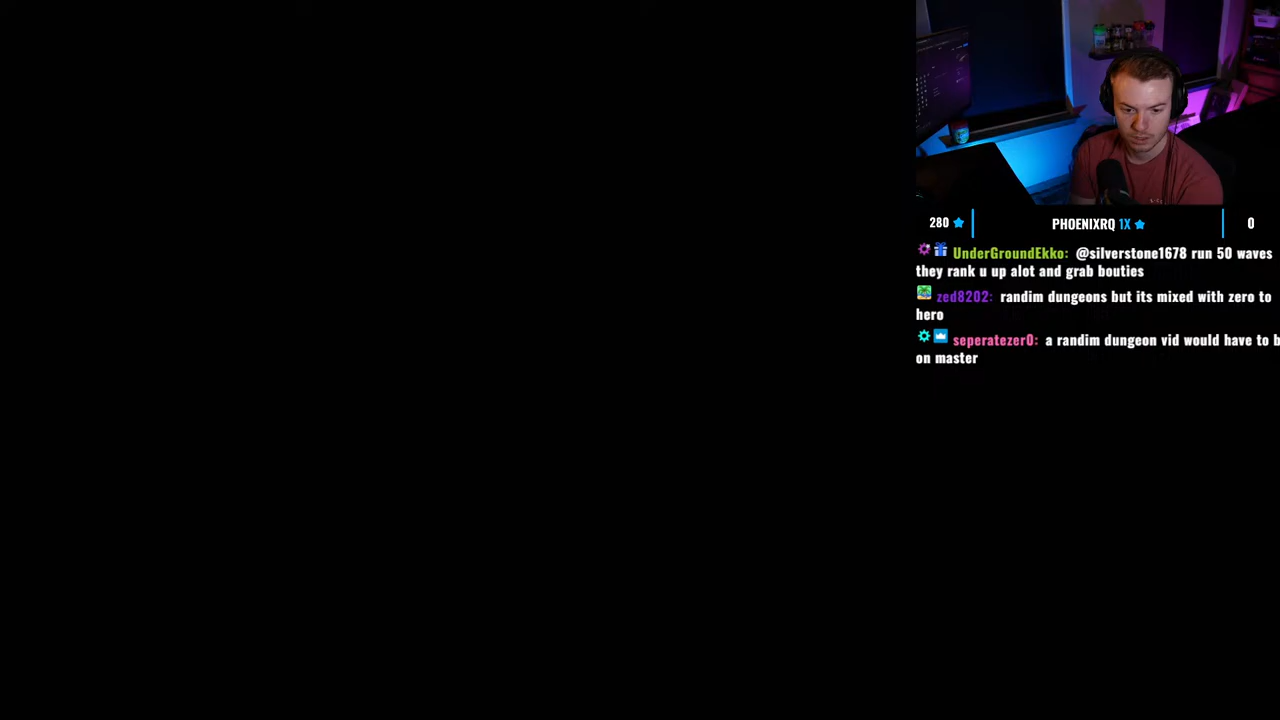 280
PHOENIXRQ 1X
0
UnderGroundEkko: @silverstone1678 run 50 waves
they rank u up alot and grab bouties
zed8202: randim dungeons but its mixed with zero to
hero
seperatezer0: a randim dungeon vid would have to b
on master